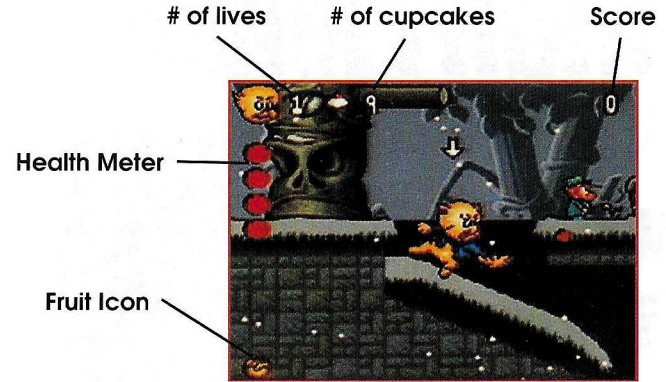 # of lives
# of cupcakes
Score
1
9
0
Health Meter
Fruit Icon